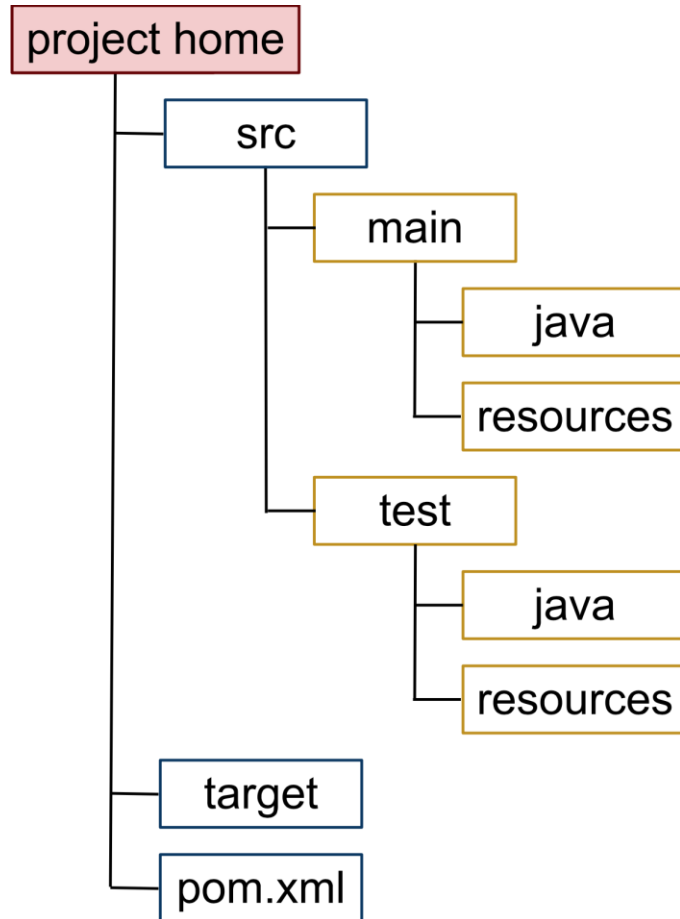 project home
src
main
java
resources
test
java
resources
target
pom.xml